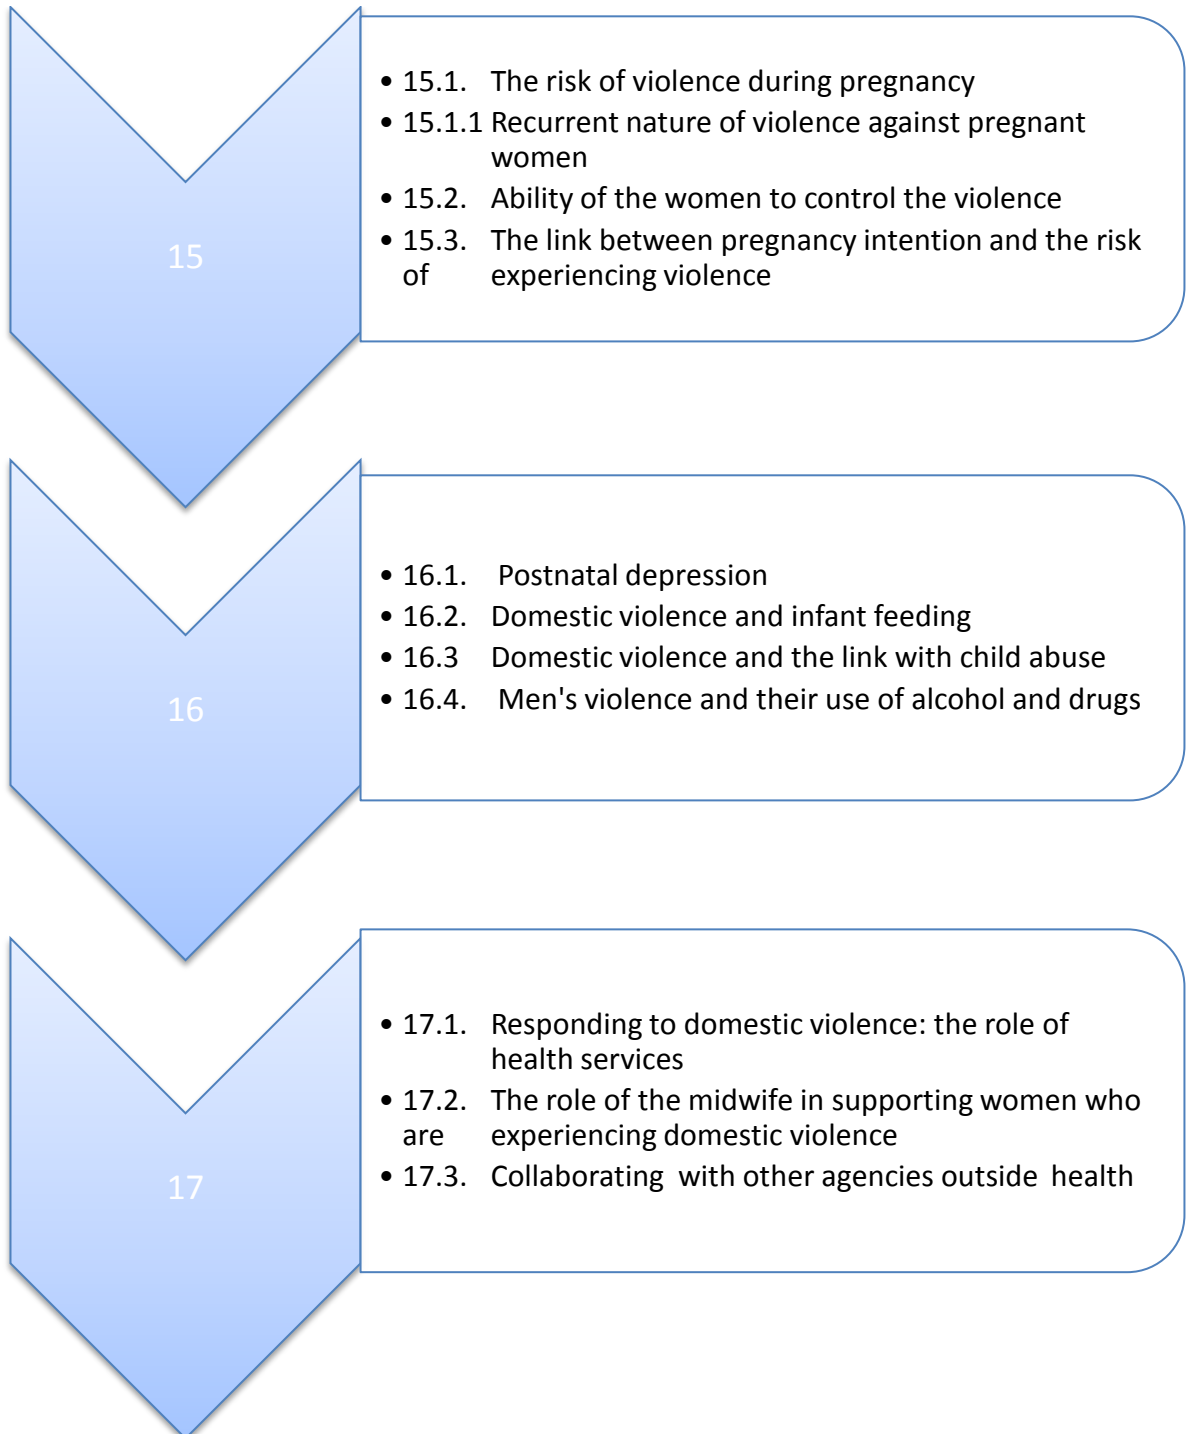 15
• 15.1. The risk of violence during pregnancy
• 15.1.1 Recurrent nature of violence against pregnant
women
• 15.2. Ability of the women to control the violence
• 15.3. The link between pregnancy intention and the risk
of experiencing violence
16
• 16.1. Postnatal depression
• 16.2. Domestic violence and infant feeding
• 16.3 Domestic violence and the link with child abuse
• 16.4. Men's violence and their use of alcohol and drugs
17
• 17.1. Responding to domestic violence: the role of
health services
• 17.2. The role of the midwife in supporting women who
are experiencing domestic violence
• 17.3. Collaborating with other agencies outside health